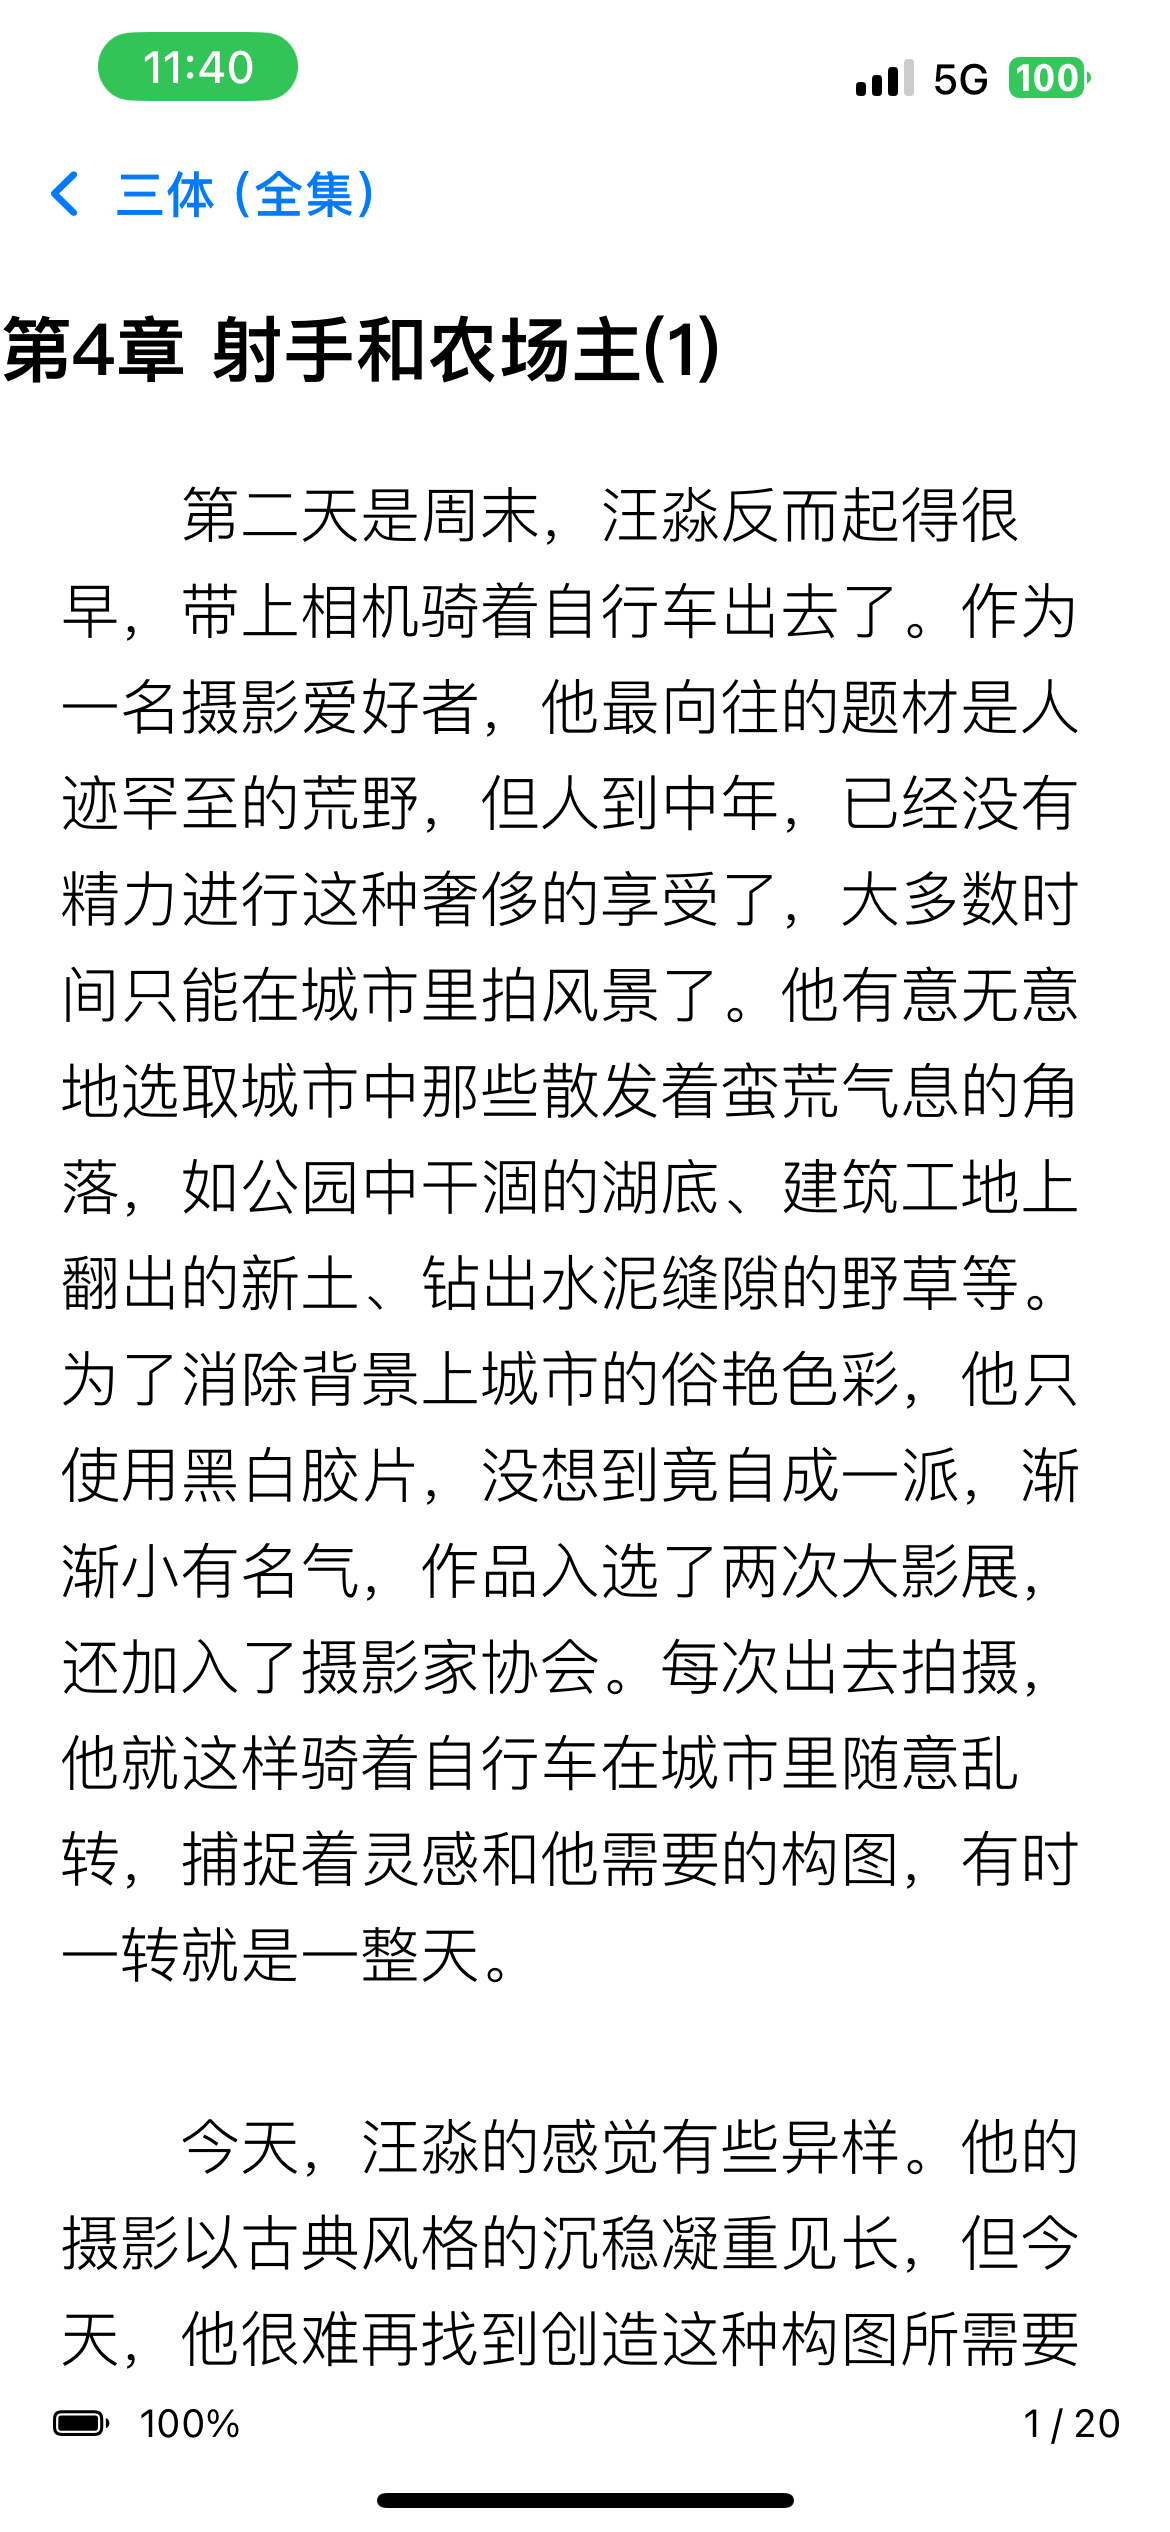 11:40
5G
100
三体（全集）
第4章 射手和农场主(1)
第二天是周末，汪淼反而起得很
早，带上相机骑着自行车出去了。作为
一名摄影爱好者，他最向往的题材是人
迹罕至的荒野，但人到中年，已经没有
精力进行这种奢侈的享受了，大多数时
间只能在城市里拍风景了。他有意无意
地选取城市中那些散发着蛮荒气息的角
落，如公园中干涸的湖底、建筑工地上
翻出的新土、钻出水泥缝隙的野草等。
为了消除背景上城市的俗艳色彩，他只
使用黑白胶片，没想到竟自成一派，渐
渐小有名气，作品入选了两次大影展，
还加入了摄影家协会。每次出去拍摄，
他就这样骑着自行车在城市里随意乱
转，捕捉着灵感和他需要的构图，有时
一转就是一整天。
今天，汪淼的感觉有些异样。他的
摄影以古典风格的沉稳凝重见长，但今
天，他很难再找到创造这种构图所需要
100%
1 / 20